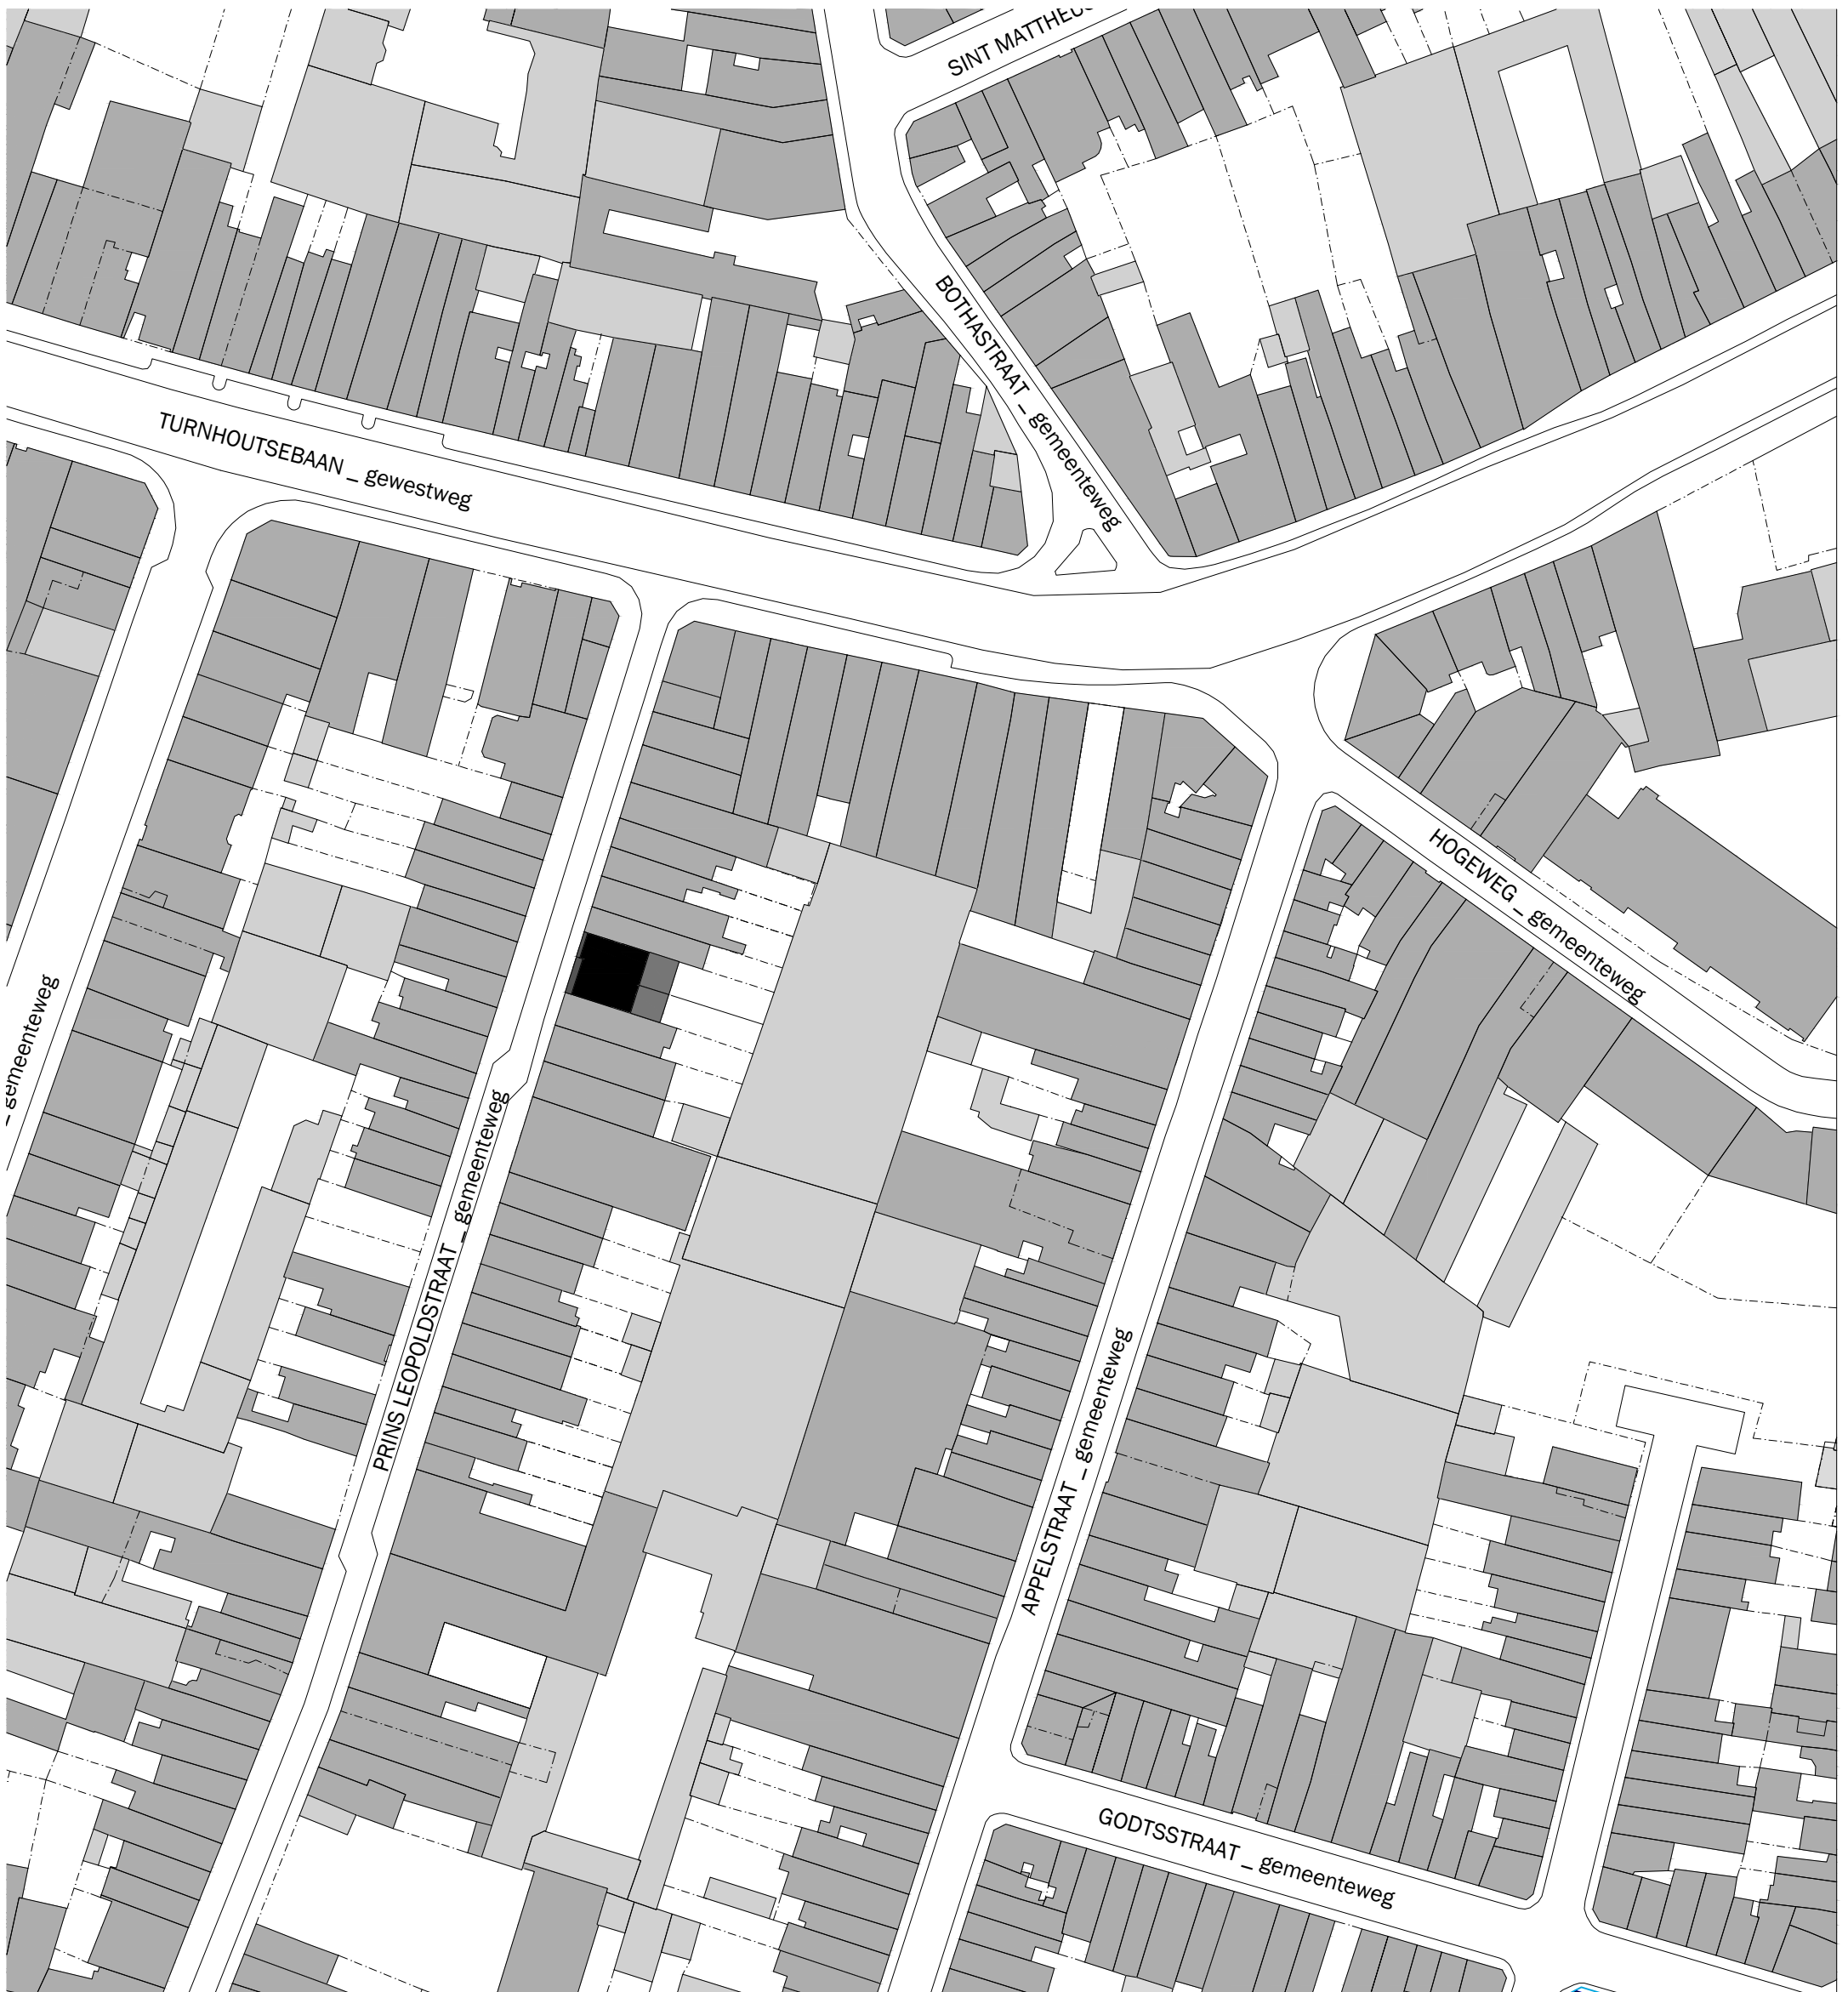 SINT MATTHEUS
BOTHASTRAAT _ gemeenteweg
TURNHOUTSEBAAN _ gewestweg
HOGEWEG _ gemeenteweg
_ gemeenteweg
PRINS LEOPOLDSTRAAT _ gemeenteweg
APPELSTRAAT _ gemeenteweg
GODTSSTRAAT _ gemeenteweg